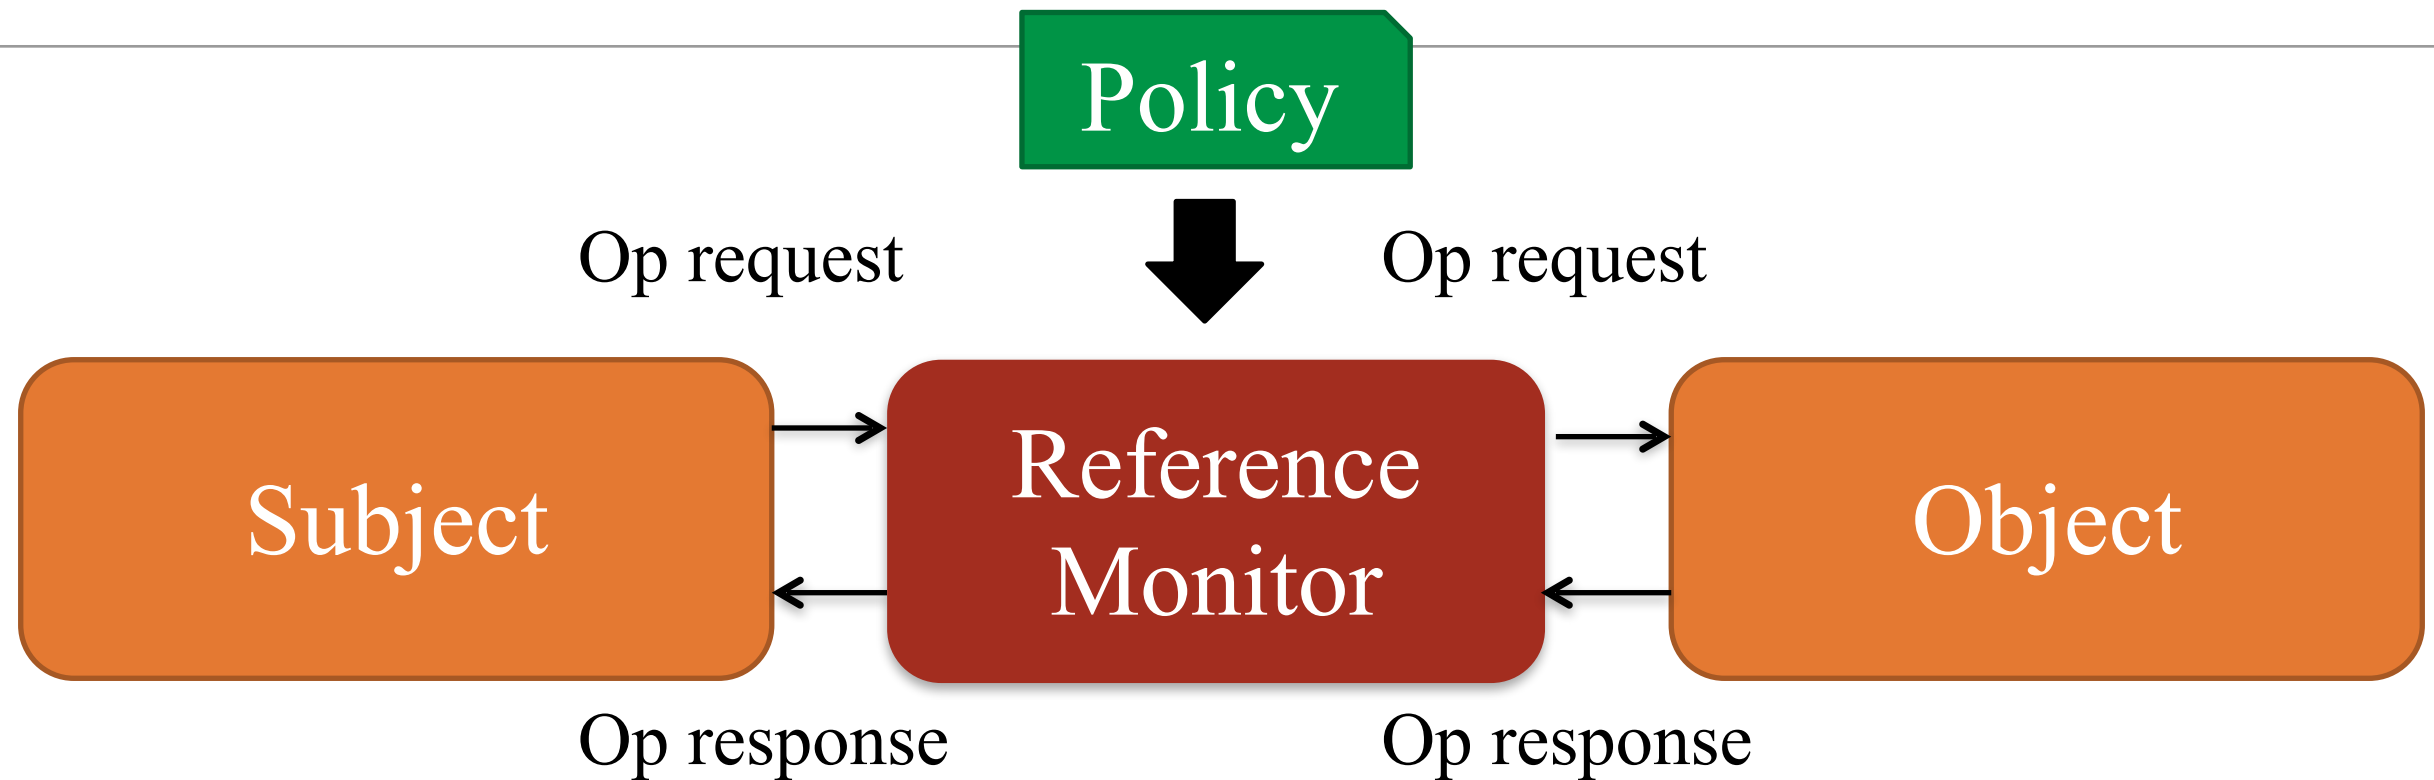 Policy
Op request
Op request
Subject
Reference
Monitor
Object
Op response
Op response